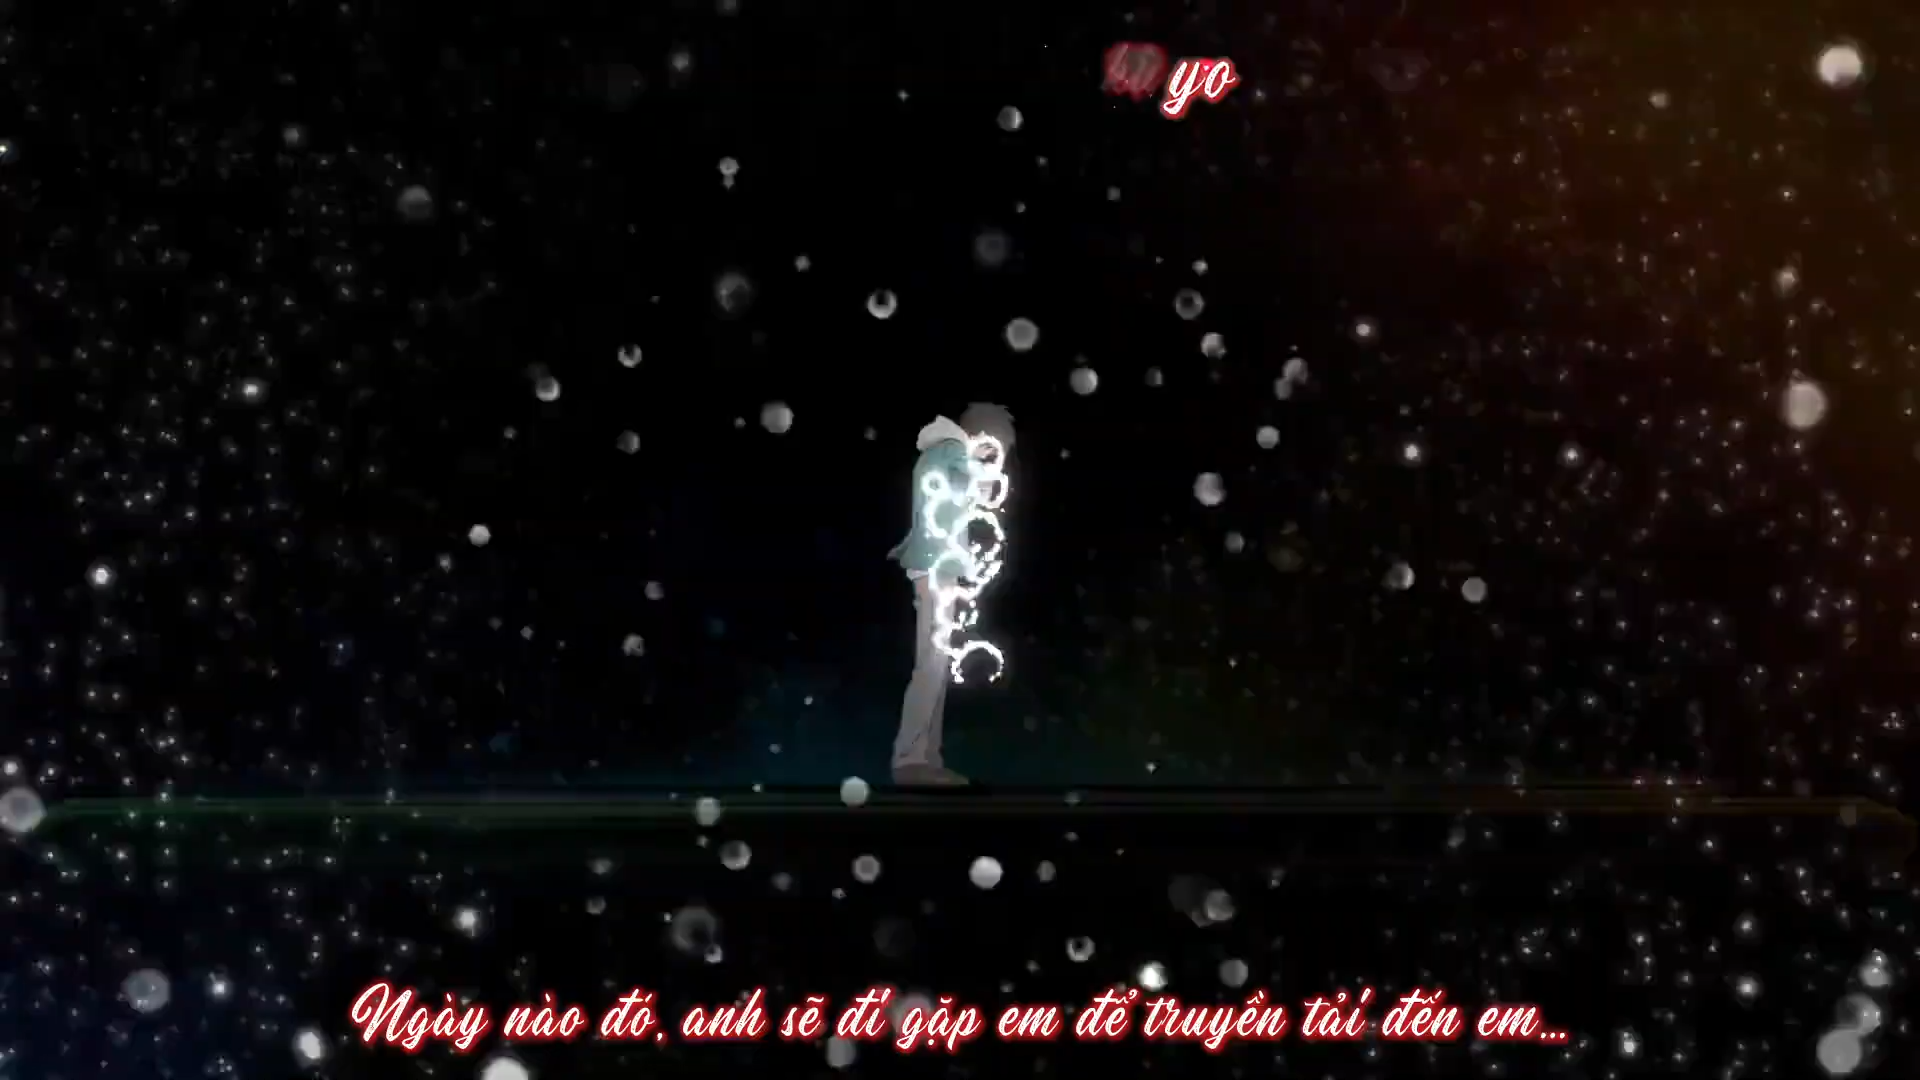 yo
Ngày nào đó, anh sẽ đi gặp em để truyền tải đến em...